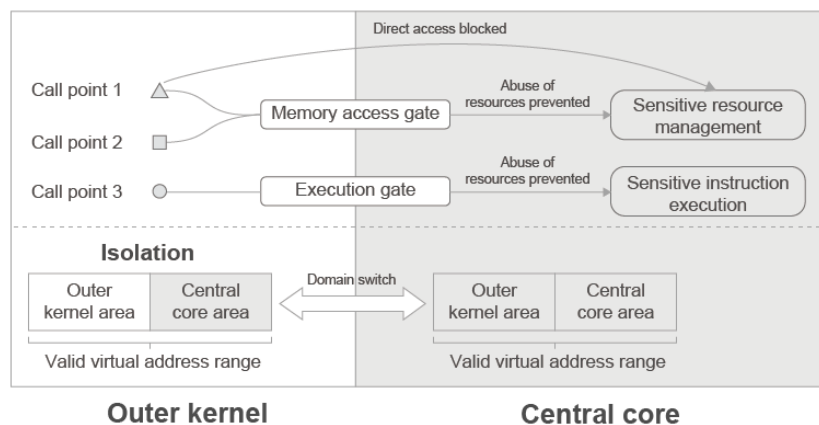 Direct access blocked
Call point 1
Abuse of
resources prevented
Memory access gate
Sensitive resource
management
Call point 2
Abuse of
resources prevented
Call point 3
Execution gate
Sensitive instruction
execution
Isolation
Outer
kernel area
Central
core area
Domain switch
Outer
kernel area
Central
core area
Valid virtual address range
Valid virtual address range
Outer kernel
Central core